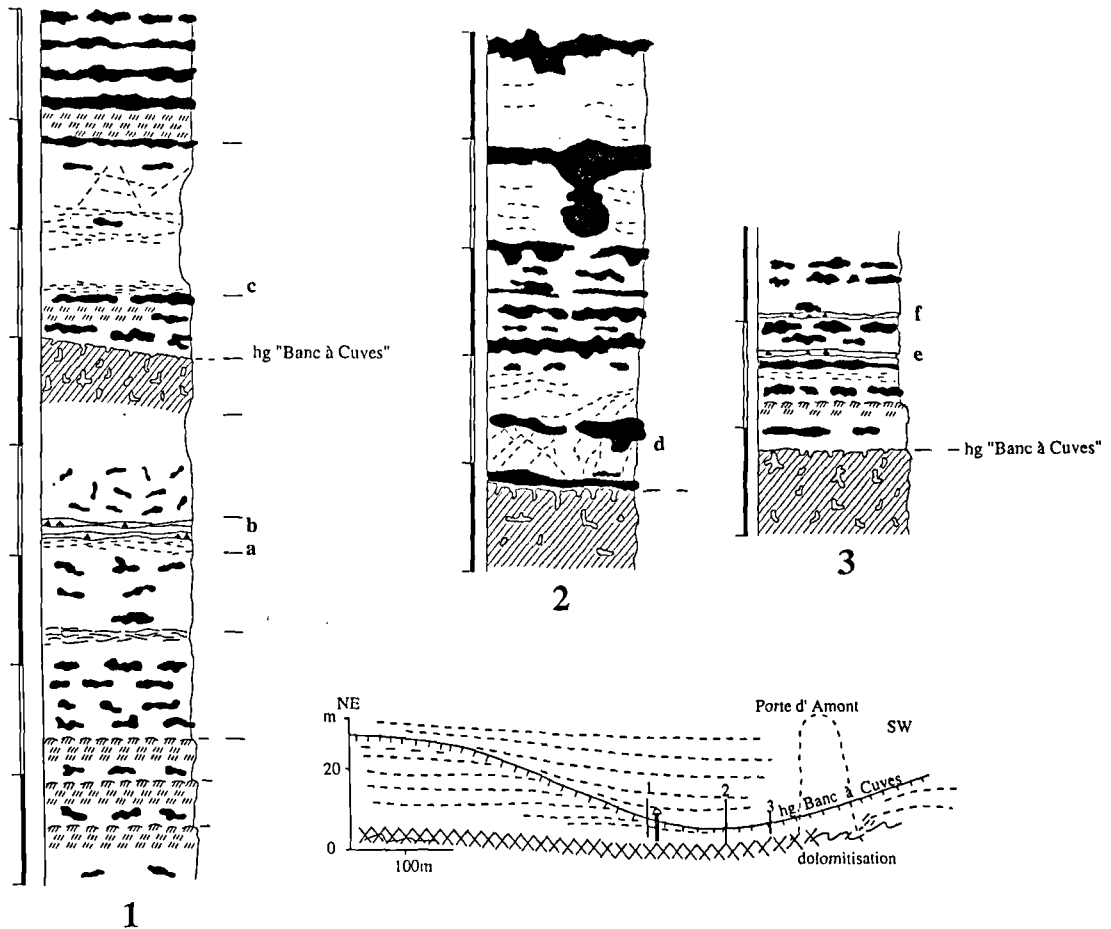 c
hg "Banc à Cuves"
b
a
1
d
2
f
e
hg "Banc à Cuves"
3
NE
m
20
0
100m
1
2
3
hg Banc à Cuves
Porte d' Amont
SW
dolomitisation